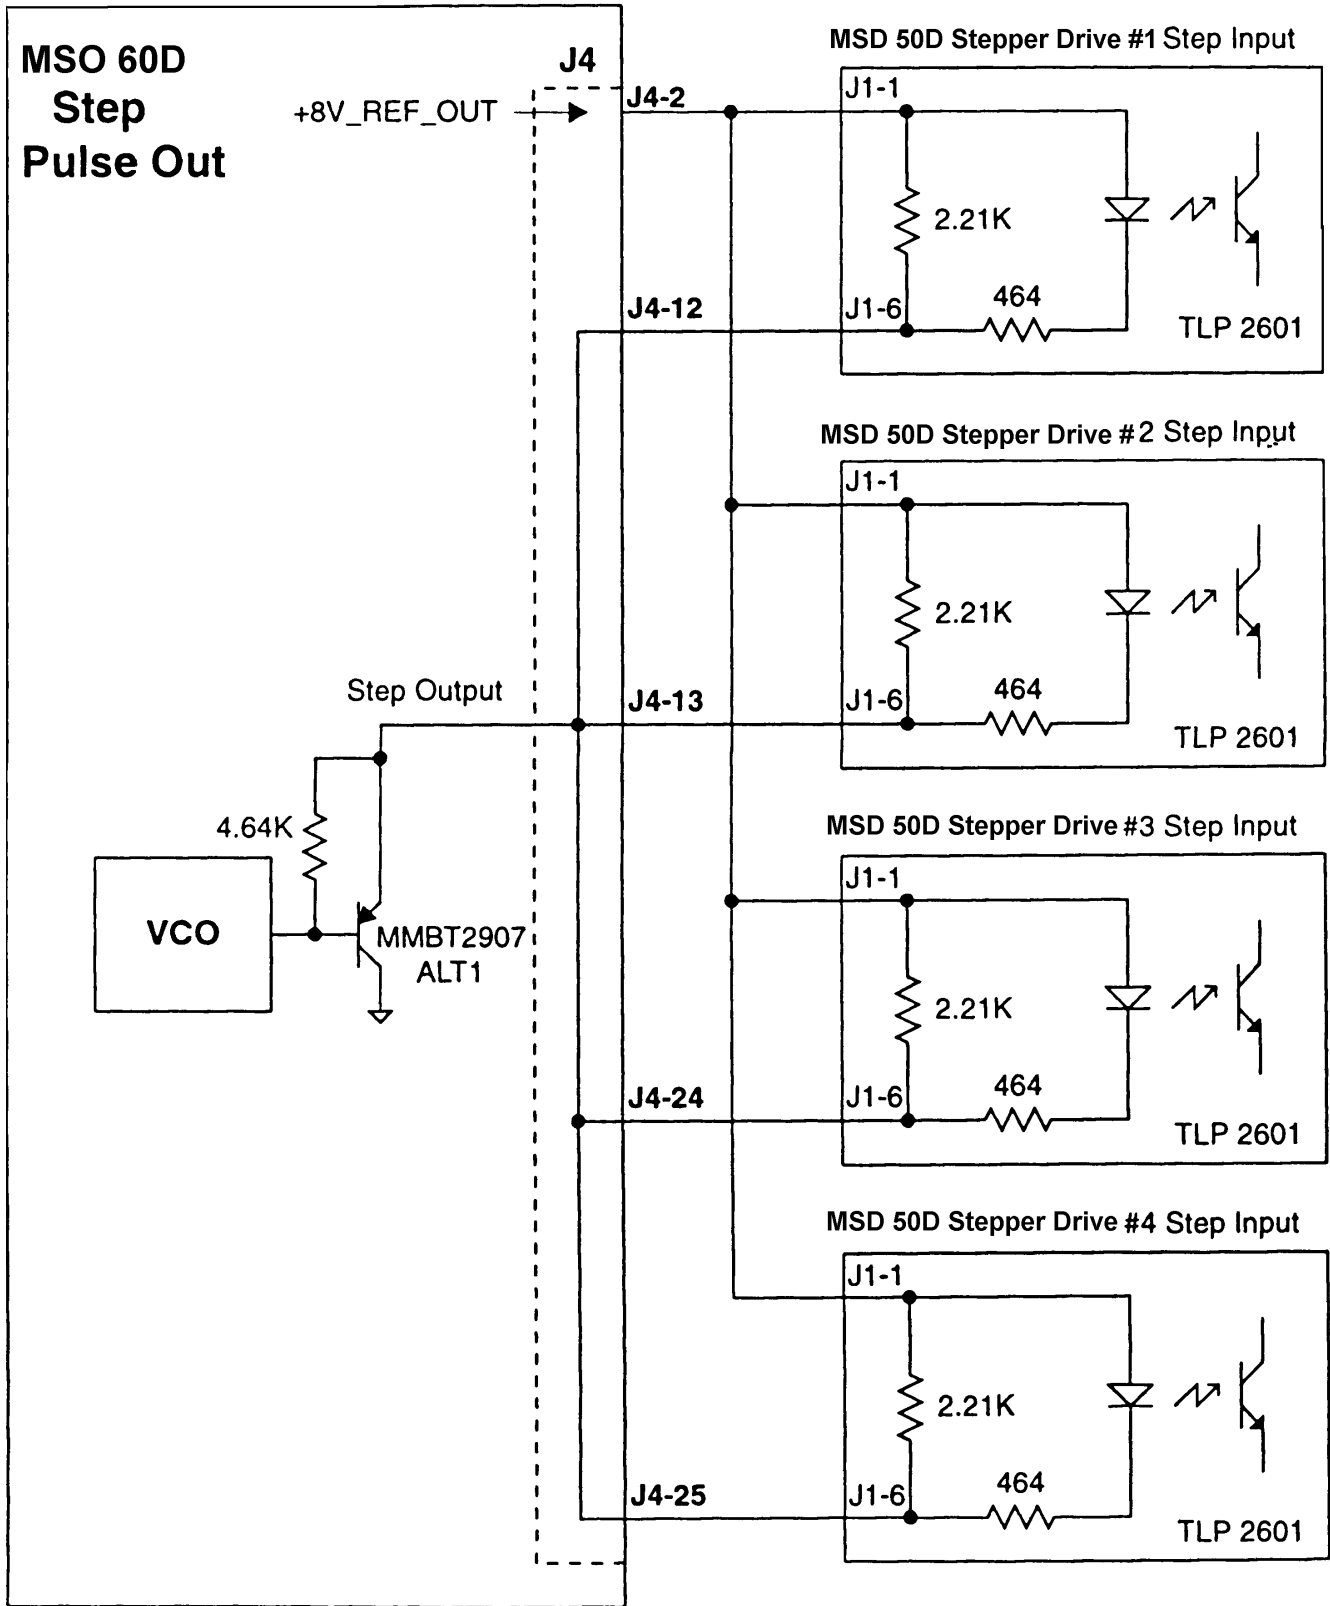 MSO 60D
Step
Pulse Out
J4
+8V_REF_OUT
J4-2
J4-12
Step Output
J4-13
4.64K
VCO
MMBT2907
ALT1
J4-24
J4-25
MSD 50D Stepper Drive #1 Step Input
J1-1
2.21K
464
J1-6
TLP 2601
MSD 50D Stepper Drive #2 Step Input
J1-1
2.21K
464
J1-6
TLP 2601
MSD 50D Stepper Drive #3 Step Input
J1-1
2.21K
464
J1-6
TLP 2601
MSD 50D Stepper Drive #4 Step Input
J1-1
2.21K
464
J1-6
TLP 2601